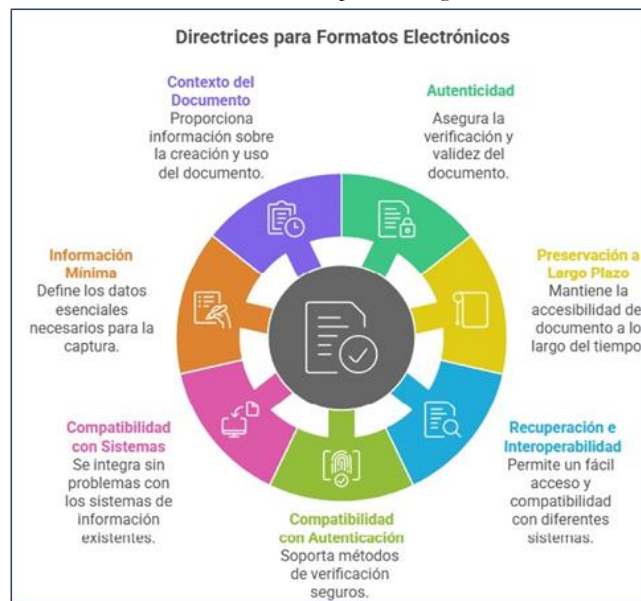 Directrices para Formatos Electrónicos
Contexto del
Documento
Proporciona
información sobre
la creación y uso
del documento.
Autenticidad
Asegura la
verificación y
validez del
documento.
Información
Mínima
Define los datos
esenciales
necesarios para la
captura.
Preservación a
Largo Plazo
Mantiene la
accesibilidad de
documento a lo
largo del tiempo
Compatibilidad
con Sistemas
Se integra sin
problemas con
los sistemas de
información
existentes.
Recuperación e
Interoperabilidad
Permite un fácil
acceso y
compatibilidad
con diferentes
sistemas.
Compatibilidad
con Autenticación
Soporta métodos
de verificación
seguros.